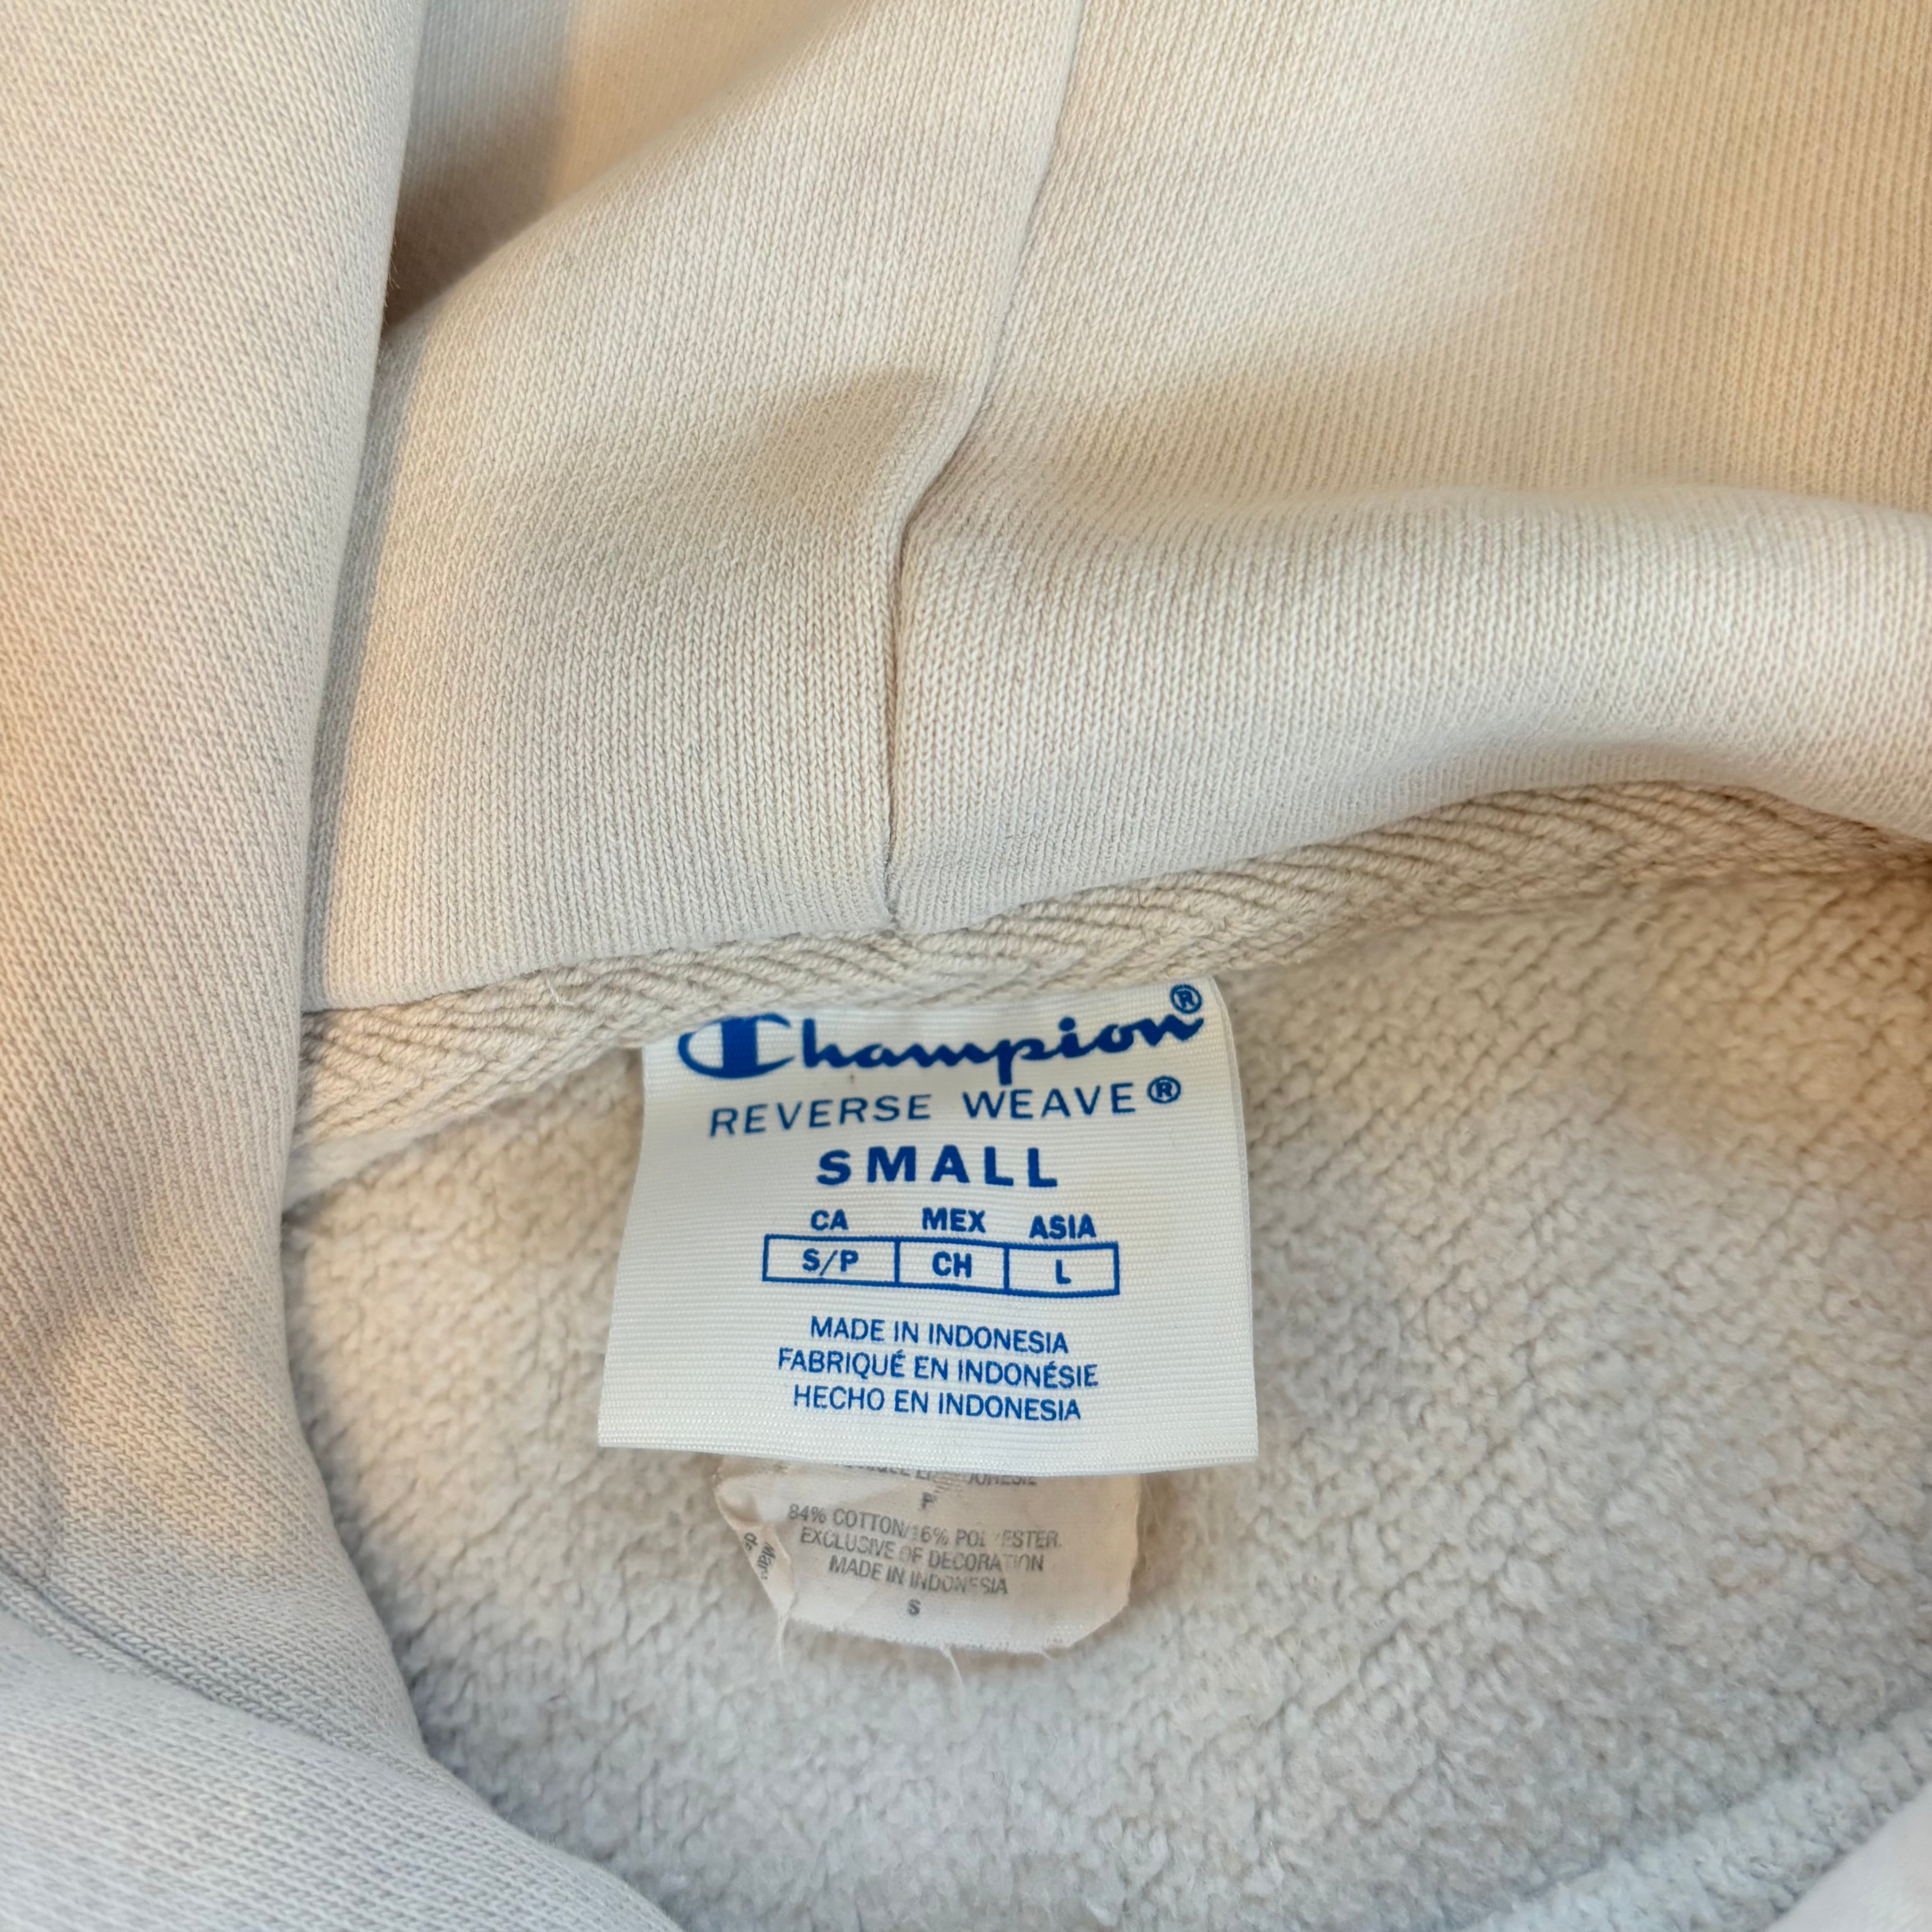 Champion®
REVERSE WEAVE®
SMALL
CA MEX ASIA
S/P CH L
MADE IN INDONESIA
FABRIQUÉ EN INDONÉSIE
HECHO EN INDONESIA
P
84% COTTON/16% POLYESTER.
EXCLUSIVE OF DECORATION
MADE IN INDONESIA
S